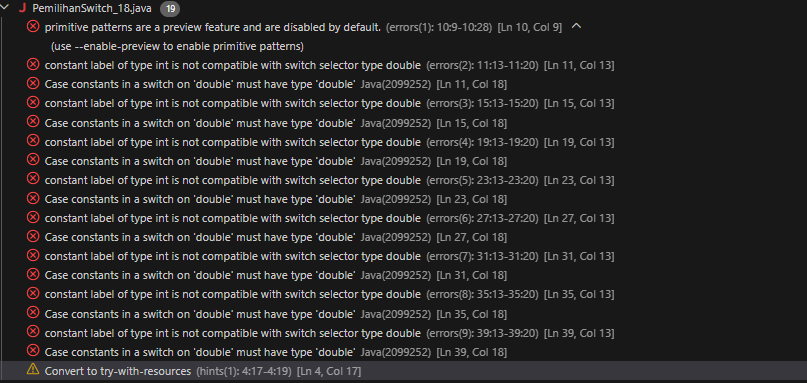 PemilihanSwitch_18.java 19
primitive patterns are a preview feature and are disabled by default. (errors(1): 10:9-10:28) [Ln 10, Col 9]
(use --enable-preview to enable primitive patterns)
constant label of type int is not compatible with switch selector type double (errors(2): 11:13-11:20) [Ln 11, Col 13]
Case constants in a switch on 'double' must have type 'double' Java(2099252) [Ln 11, Col 18]
constant label of type int is not compatible with switch selector type double (errors(3): 15:13-15:20) [Ln 15, Col 13]
Case constants in a switch on 'double' must have type 'double' Java(2099252) [Ln 15, Col 18]
constant label of type int is not compatible with switch selector type double (errors(4): 19:13-19:20) [Ln 19, Col 13]
Case constants in a switch on 'double' must have type 'double' Java(2099252) [Ln 19, Col 18]
constant label of type int is not compatible with switch selector type double (errors(5): 23:13-23:20) [Ln 23, Col 13]
Case constants in a switch on 'double' must have type 'double' Java(2099252) [Ln 23, Col 18]
constant label of type int is not compatible with switch selector type double (errors(6): 27:13-27:20) [Ln 27, Col 13]
Case constants in a switch on 'double' must have type 'double' Java(2099252) [Ln 27, Col 18]
constant label of type int is not compatible with switch selector type double (errors(7): 31:13-31:20) [Ln 31, Col 13]
Case constants in a switch on 'double' must have type 'double' Java(2099252) [Ln 31, Col 18]
constant label of type int is not compatible with switch selector type double (errors(8): 35:13-35:20) [Ln 35, Col 13]
Case constants in a switch on 'double' must have type 'double' Java(2099252) [Ln 35, Col 18]
constant label of type int is not compatible with switch selector type double (errors(9): 39:13-39:20) [Ln 39, Col 13]
Case constants in a switch on 'double' must have type 'double' Java(2099252) [Ln 39, Col 18]
Convert to try-with-resources (hints(1): 4:17-4:19) [Ln 4, Col 17]